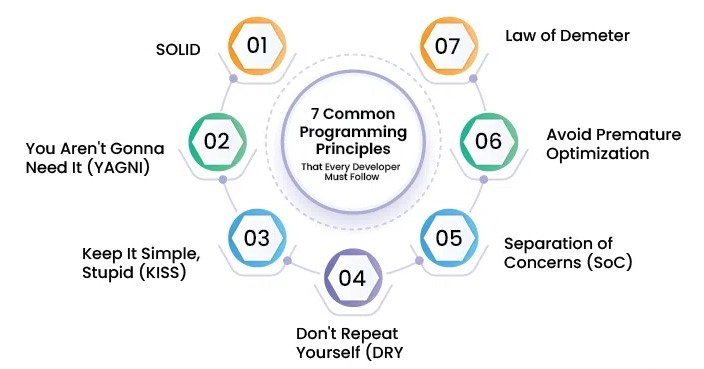 7 Common
Programming
Principles
That Every Developer
Must Follow
01
SOLID
02
You Aren't Gonna
Need It (YAGNI)
03
Keep It Simple,
Stupid (KISS)
04
Don't Repeat
Yourself (DRY
05
Separation of
Concerns (SoC)
06
Avoid Premature
Optimization
07
Law of Demeter